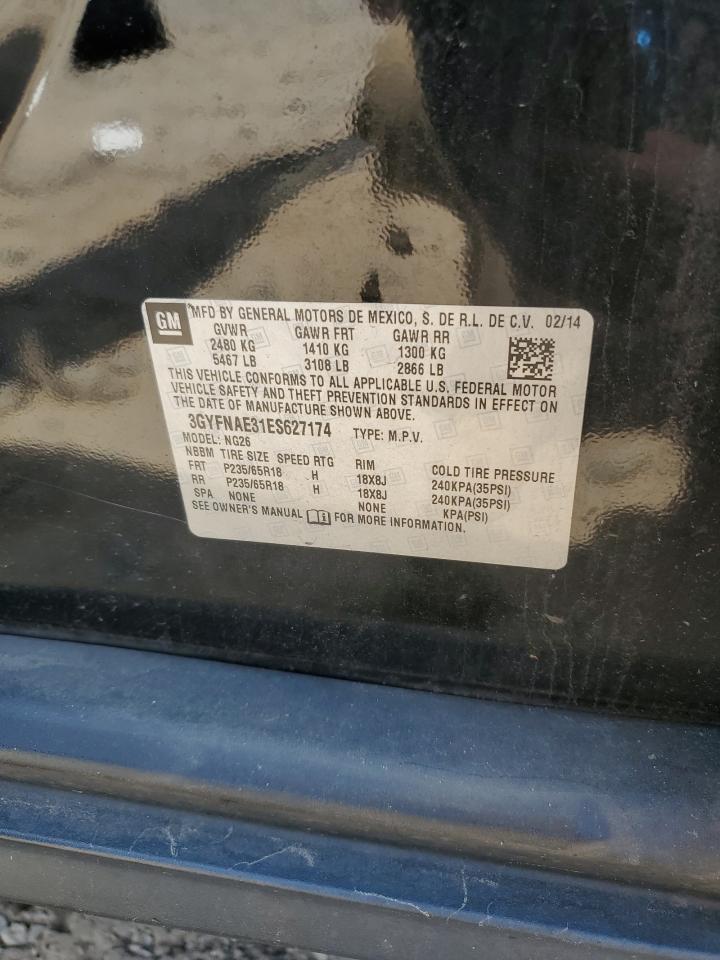 GM MFD BY GENERAL MOTORS DE MEXICO, S. DE R.L. DE C.V. 02/14
GVWR GAWR FRT GAWR RR
2480 KG 1410 KG 1300 KG
5467 LB 3108 LB 2866 LB
THIS VEHICLE CONFORMS TO ALL APPLICABLE U.S. FEDERAL MOTOR
VEHICLE SAFETY AND THEFT PREVENTION STANDARDS IN EFFECT ON
THE DATE OF MANUFACTURE SHOWN ABOVE.
3GYFNAE31ES627174 TYPE: M.P.V.
MODEL: NG26
NBBM TIRE SIZE SPEED RTG RIM COLD TIRE PRESSURE
FRT P235/65R18 H 18X8J 240KPA(35PSI)
RR P235/65R18 H 18X8J 240KPA(35PSI)
SPA NONE NONE KPA(PSI)
SEE OWNER'S MANUAL FOR MORE INFORMATION.